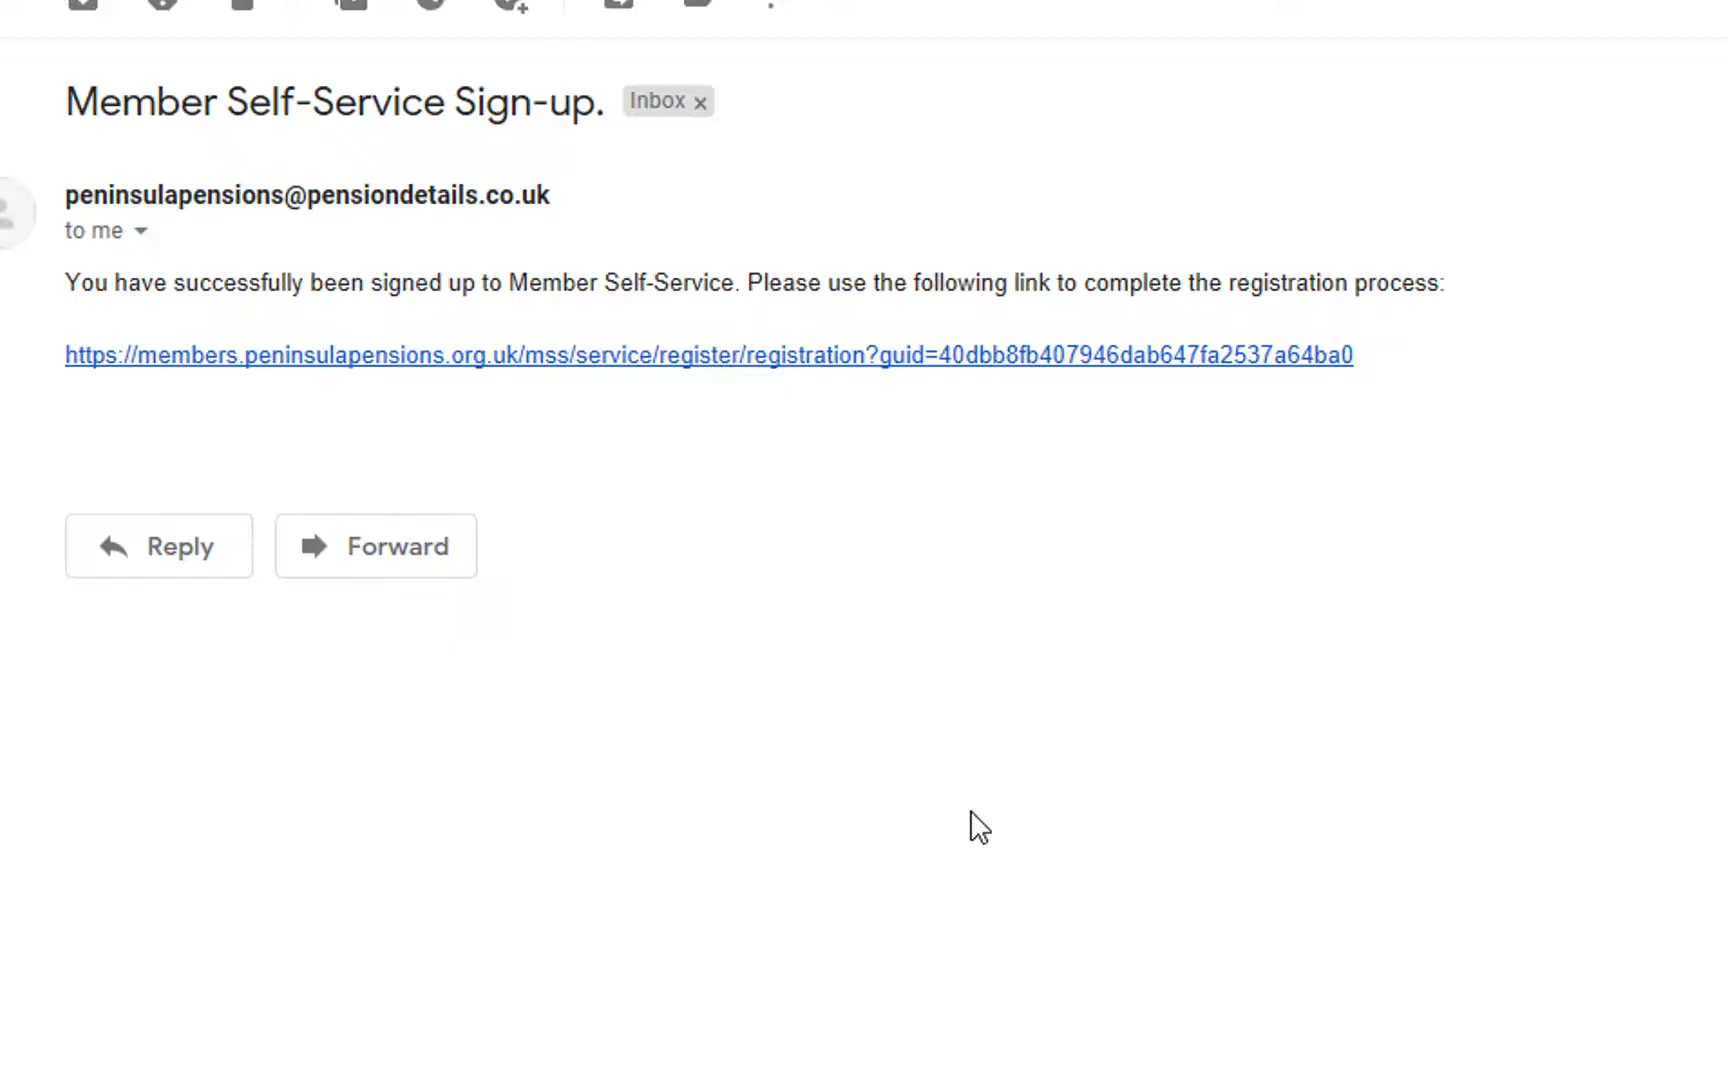 Member Self-Service Sign-up. Inbox x
peninsulapensions@pensiondetails.co.uk
to me
You have successfully been signed up to Member Self-Service. Please use the following link to complete the registration process:
https://members.peninsulapensions.org.uk/mss/service/register/registration?guid=40dbb8fb407946dab647fa2537a64ba0
Reply Forward